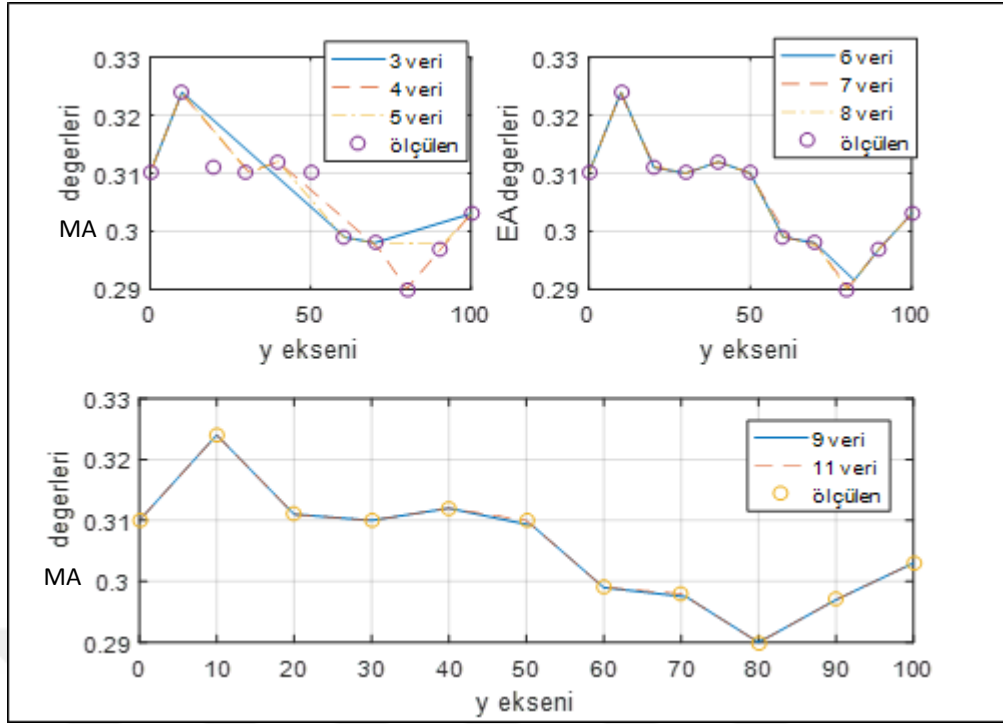 0.33
0.32
0.31
0.3
0.29
degerleri
MA
3 veri
4 veri
5 veri
ölçülen
0 50 100
y ekseni
0.33
0.32
0.31
0.3
0.29
EA degerleri
6 veri
7 veri
8 veri
ölçülen
0 50 100
y ekseni
0.33
0.32
0.31
0.3
0.29
degerleri
MA
9 veri
11 veri
ölçülen
0 10 20 30 40 50 60 70 80 90 100
y ekseni